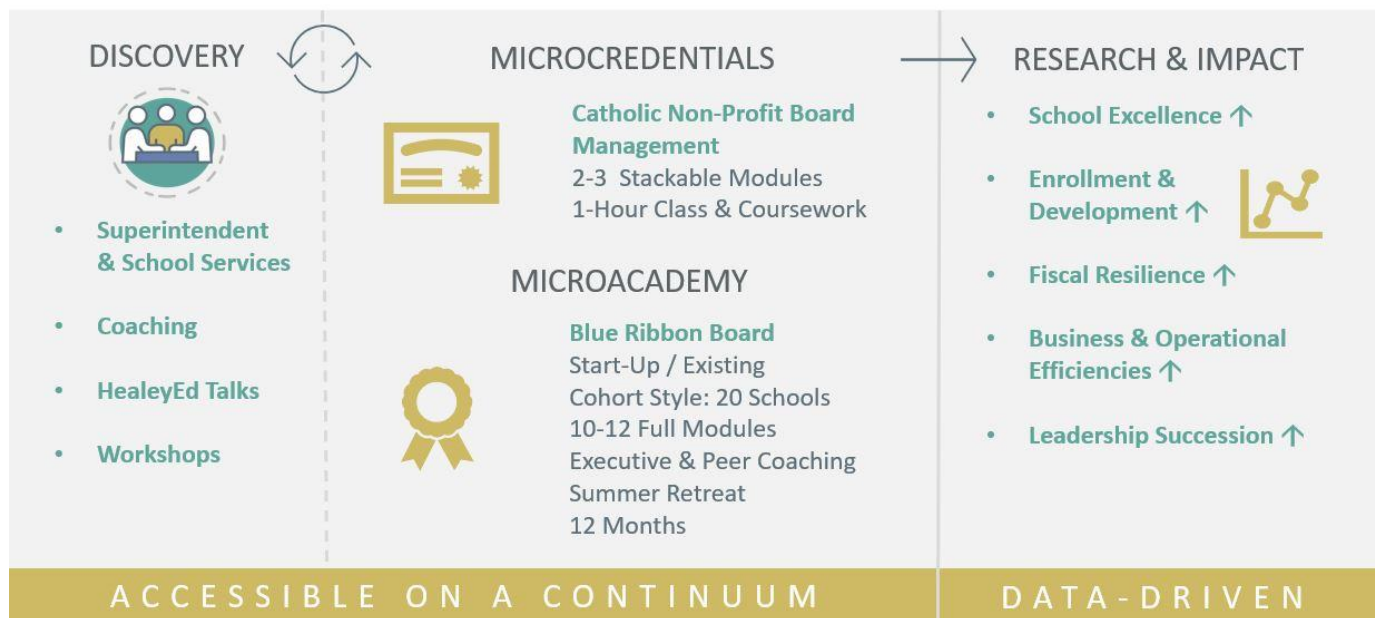 DISCOVERY
• Superintendent
& School Services
• Coaching
• HealeyEd Talks
• Workshops
MICROCREDENTIALS
Catholic Non-Profit Board
Management
2-3 Stackable Modules
1-Hour Class & Coursework
MICROACADEMY
Blue Ribbon Board
Start-Up / Existing
Cohort Style: 20 Schools
10-12 Full Modules
Executive & Peer Coaching
Summer Retreat
12 Months
RESEARCH & IMPACT
• School Excellence ↑
• Enrollment &
Development ↑
• Fiscal Resilience ↑
• Business & Operational
Efficiencies ↑
• Leadership Succession ↑
ACCESSIBLE ON A CONTINUUM
DATA-DRIVEN